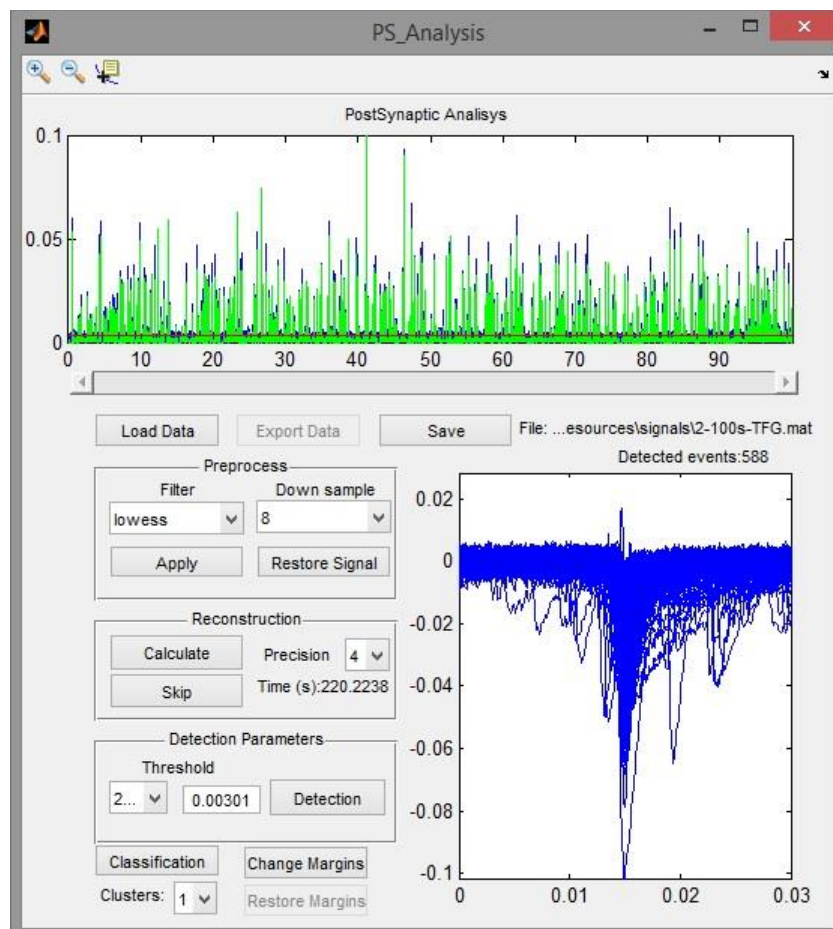 PS_Analysis
PostSynaptic Analisys
0.1
0.05
0
0 10 20 30 40 50 60 70 80 90
Load Data Export Data Save File: ...esources\signals\2-100s-TFG.mat
Detected events:588
Preprocess
Filter Down sample
lowess 8
Apply Restore Signal
Reconstruction
Calculate Precision 4
Skip Time (s):220.2238
Detection Parameters
Threshold
2... 0.00301 Detection
Classification Change Margins
Clusters: 1 Restore Margins
0.02
0
-0.02
-0.04
-0.06
-0.08
-0.1
0 0.01 0.02 0.03